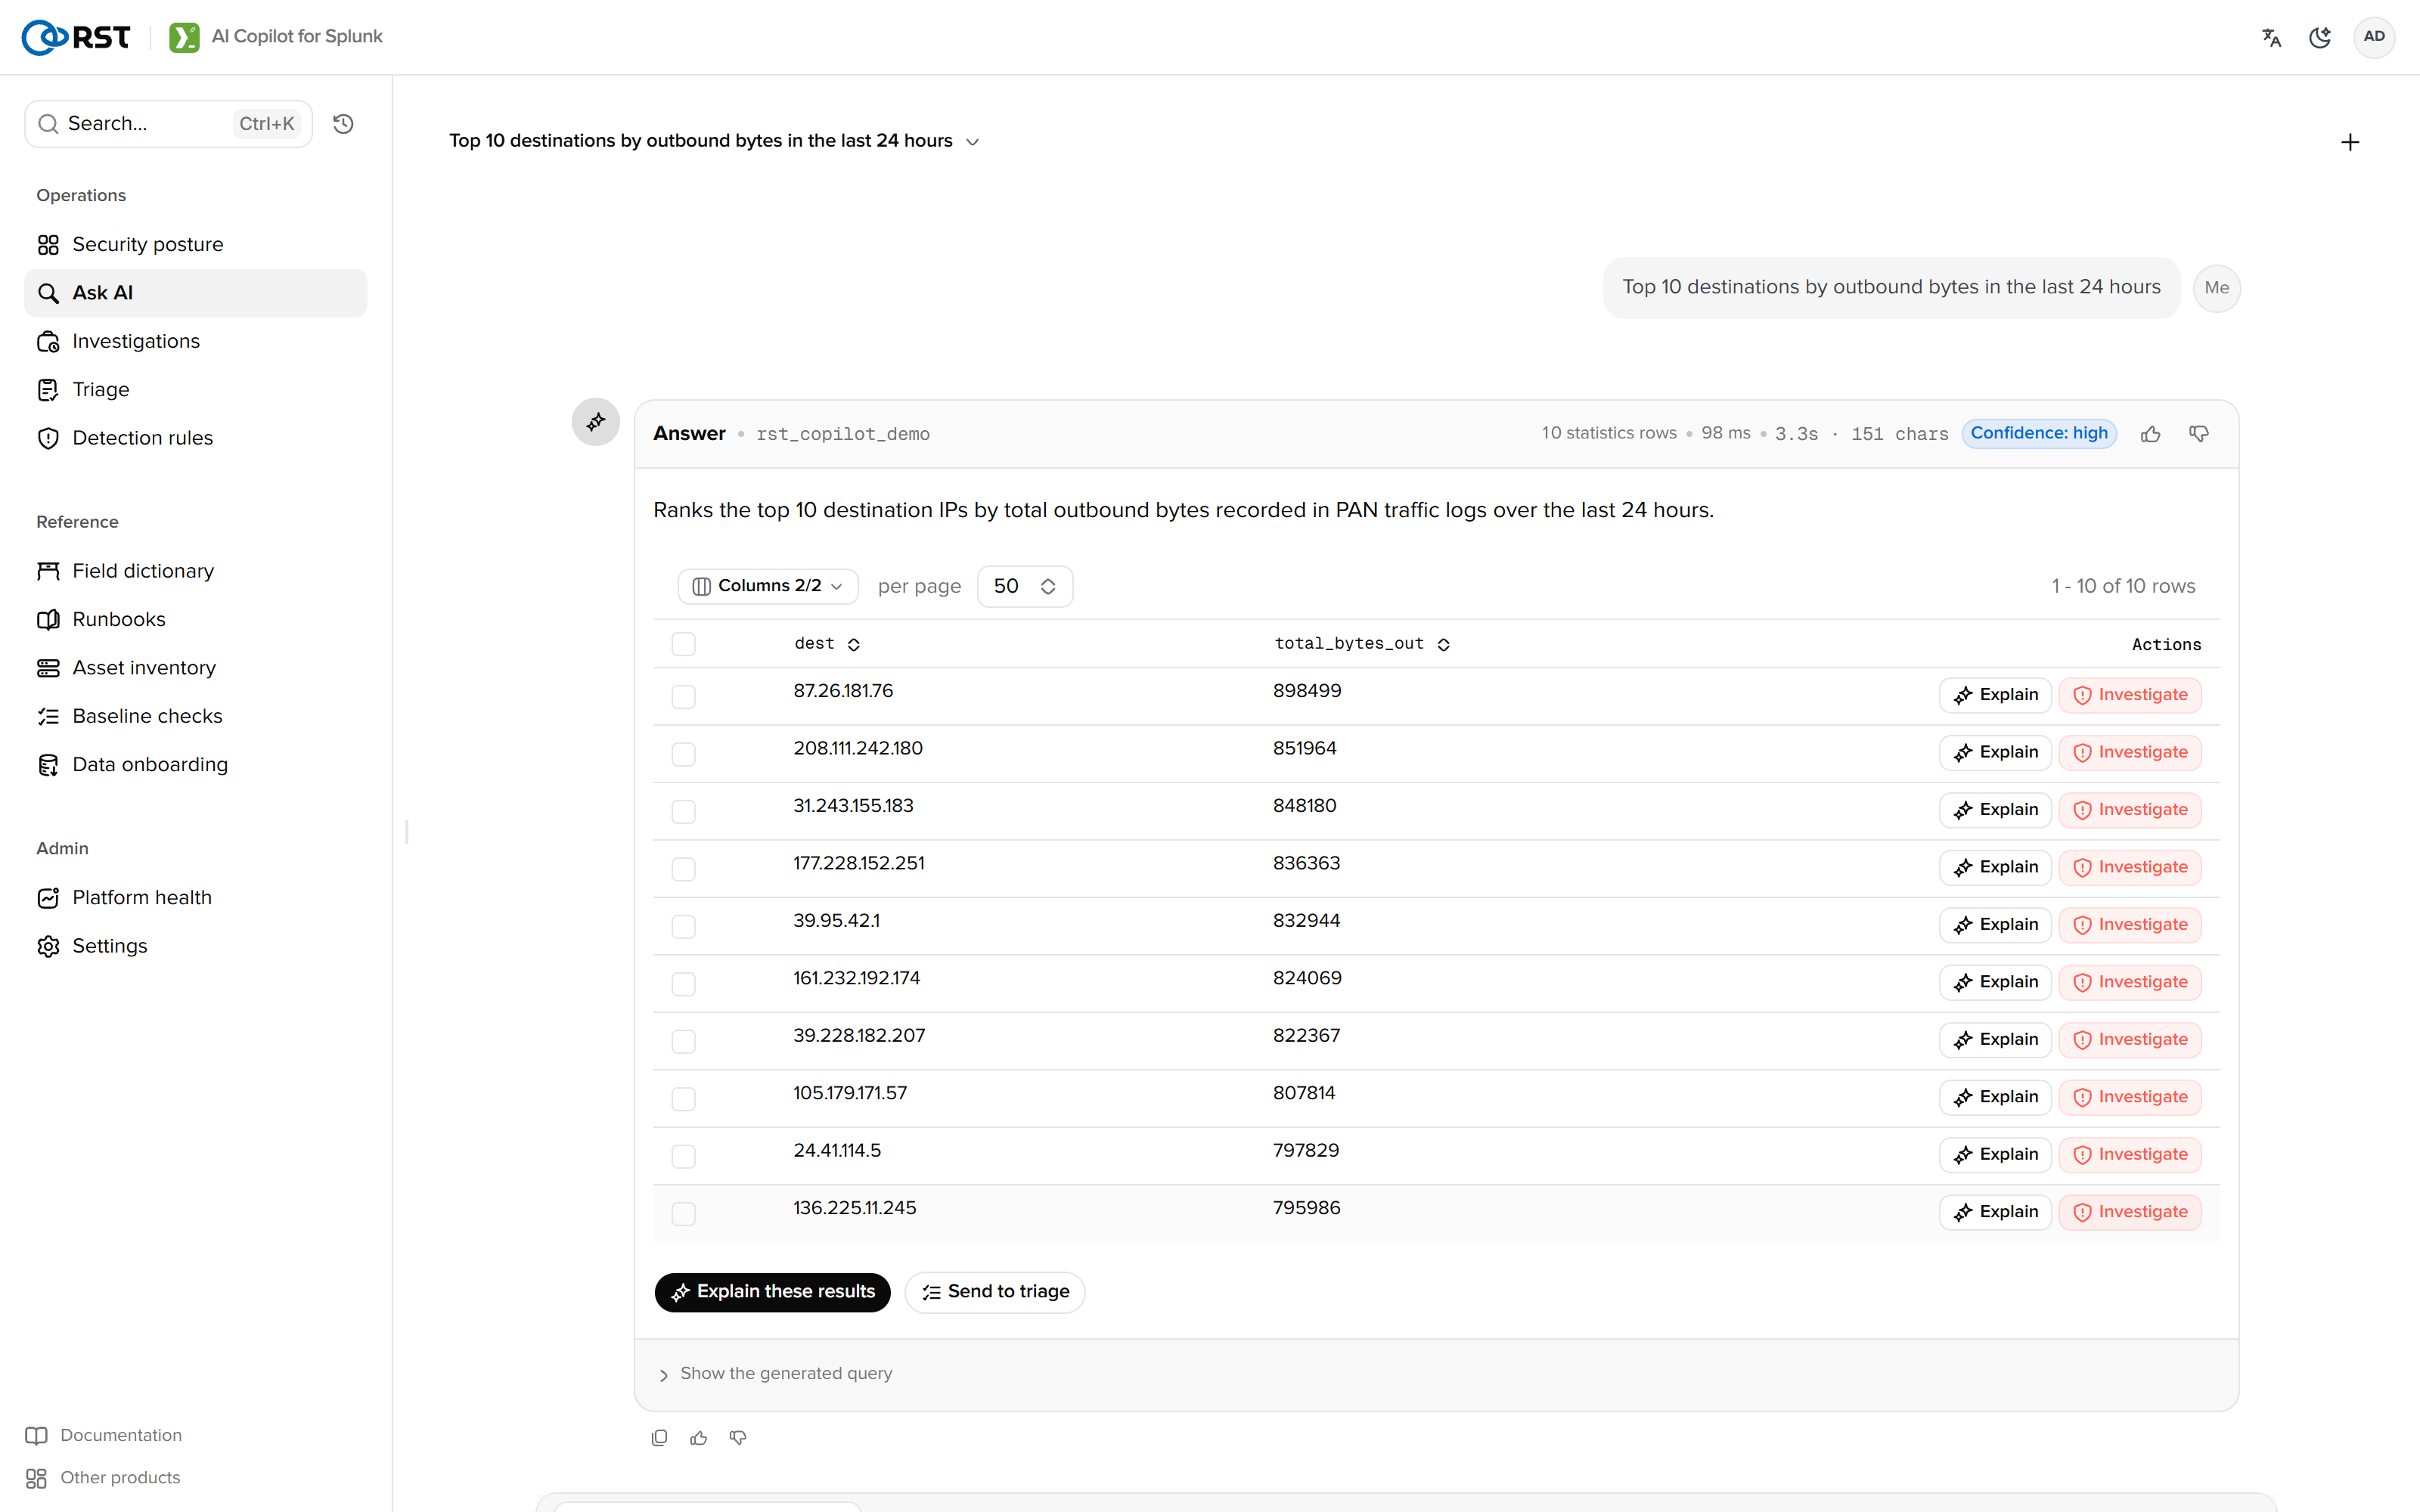 RST
AI Copilot for Splunk
AD
Search...
Ctrl+K
Operations
Security posture
Ask AI
Investigations
Triage
Detection rules
Reference
Field dictionary
Runbooks
Asset inventory
Baseline checks
Data onboarding
Admin
Platform health
Settings
Documentation
Other products
Top 10 destinations by outbound bytes in the last 24 hours
Top 10 destinations by outbound bytes in the last 24 hours
Me
Answer • rst_copilot_demo
10 statistics rows • 98 ms • 3.3s · 151 chars
Confidence: high
Ranks the top 10 destination IPs by total outbound bytes recorded in PAN traffic logs over the last 24 hours.
Columns 2/2
per page
50
1 - 10 of 10 rows
dest total_bytes_out Actions
87.26.181.76 898499 Explain Investigate
208.111.242.180 851964 Explain Investigate
31.243.155.183 848180 Explain Investigate
177.228.152.251 836363 Explain Investigate
39.95.42.1 832944 Explain Investigate
161.232.192.174 824069 Explain Investigate
39.228.182.207 822367 Explain Investigate
105.179.171.57 807814 Explain Investigate
24.41.114.5 797829 Explain Investigate
136.225.11.245 795986 Explain Investigate
Explain these results
Send to triage
Show the generated query